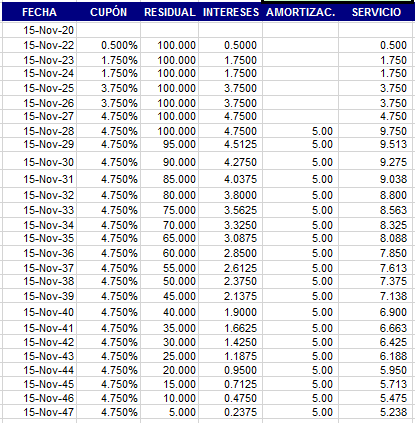 FECHA CUPÓN RESIDUAL INTERESES AMORTIZAC. SERVICIO
15-Nov-20
15-Nov-22 0.500% 100.000 0.5000 0.500
15-Nov-23 1.750% 100.000 1.7500 1.750
15-Nov-24 1.750% 100.000 1.7500 1.750
15-Nov-25 3.750% 100.000 3.7500 3.750
15-Nov-26 3.750% 100.000 3.7500 3.750
15-Nov-27 4.750% 100.000 4.7500 4.750
15-Nov-28 4.750% 100.000 4.7500 5.00 9.750
15-Nov-29 4.750% 95.000 4.5125 5.00 9.513
15-Nov-30 4.750% 90.000 4.2750 5.00 9.275
15-Nov-31 4.750% 85.000 4.0375 5.00 9.038
15-Nov-32 4.750% 80.000 3.8000 5.00 8.800
15-Nov-33 4.750% 75.000 3.5625 5.00 8.563
15-Nov-34 4.750% 70.000 3.3250 5.00 8.325
15-Nov-35 4.750% 65.000 3.0875 5.00 8.088
15-Nov-36 4.750% 60.000 2.8500 5.00 7.850
15-Nov-37 4.750% 55.000 2.6125 5.00 7.613
15-Nov-38 4.750% 50.000 2.3750 5.00 7.375
15-Nov-39 4.750% 45.000 2.1375 5.00 7.138
15-Nov-40 4.750% 40.000 1.9000 5.00 6.900
15-Nov-41 4.750% 35.000 1.6625 5.00 6.663
15-Nov-42 4.750% 30.000 1.4250 5.00 6.425
15-Nov-43 4.750% 25.000 1.1875 5.00 6.188
15-Nov-44 4.750% 20.000 0.9500 5.00 5.950
15-Nov-45 4.750% 15.000 0.7125 5.00 5.713
15-Nov-46 4.750% 10.000 0.4750 5.00 5.475
15-Nov-47 4.750% 5.000 0.2375 5.00 5.238